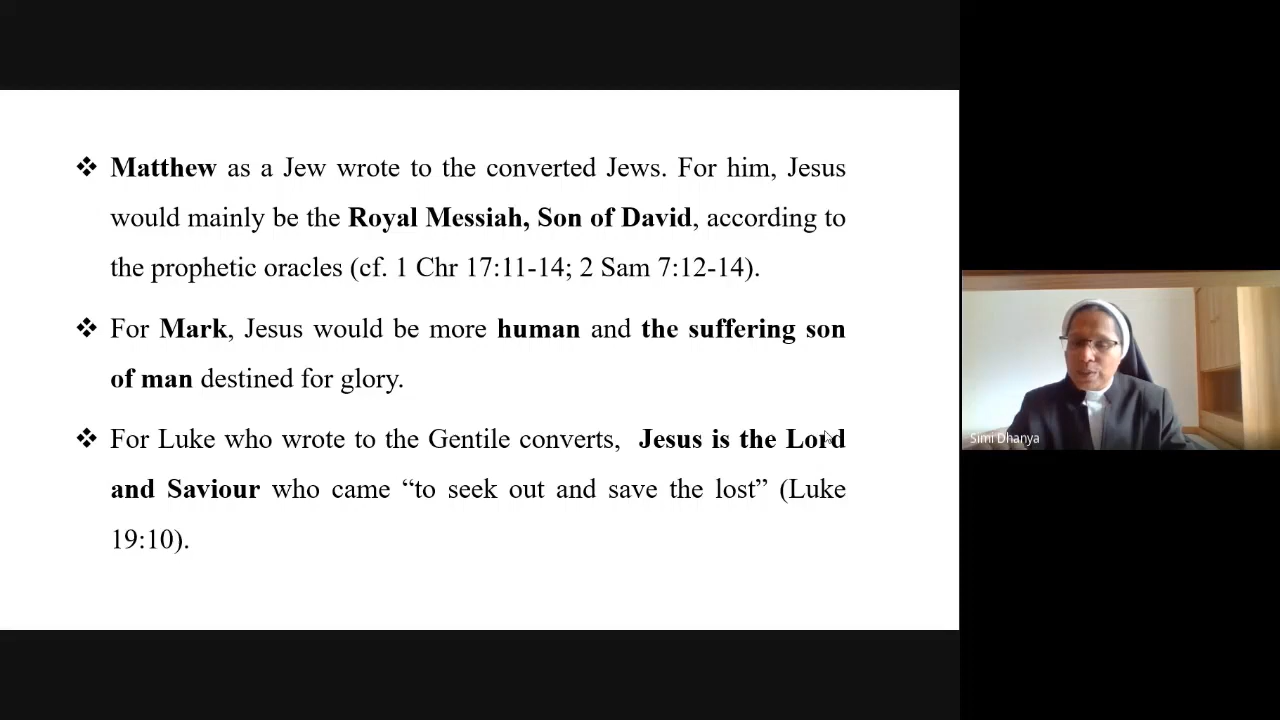 ❖ Matthew as a Jew wrote to the converted Jews. For him, Jesus
would mainly be the Royal Messiah, Son of David, according to
the prophetic oracles (cf. 1 Chr 17:11-14; 2 Sam 7:12-14).
❖ For Mark, Jesus would be more human and the suffering son
of man destined for glory.
❖ For Luke who wrote to the Gentile converts, Jesus is the Lord
and Saviour who came “to seek out and save the lost” (Luke
19:10).
Simi Dhanya